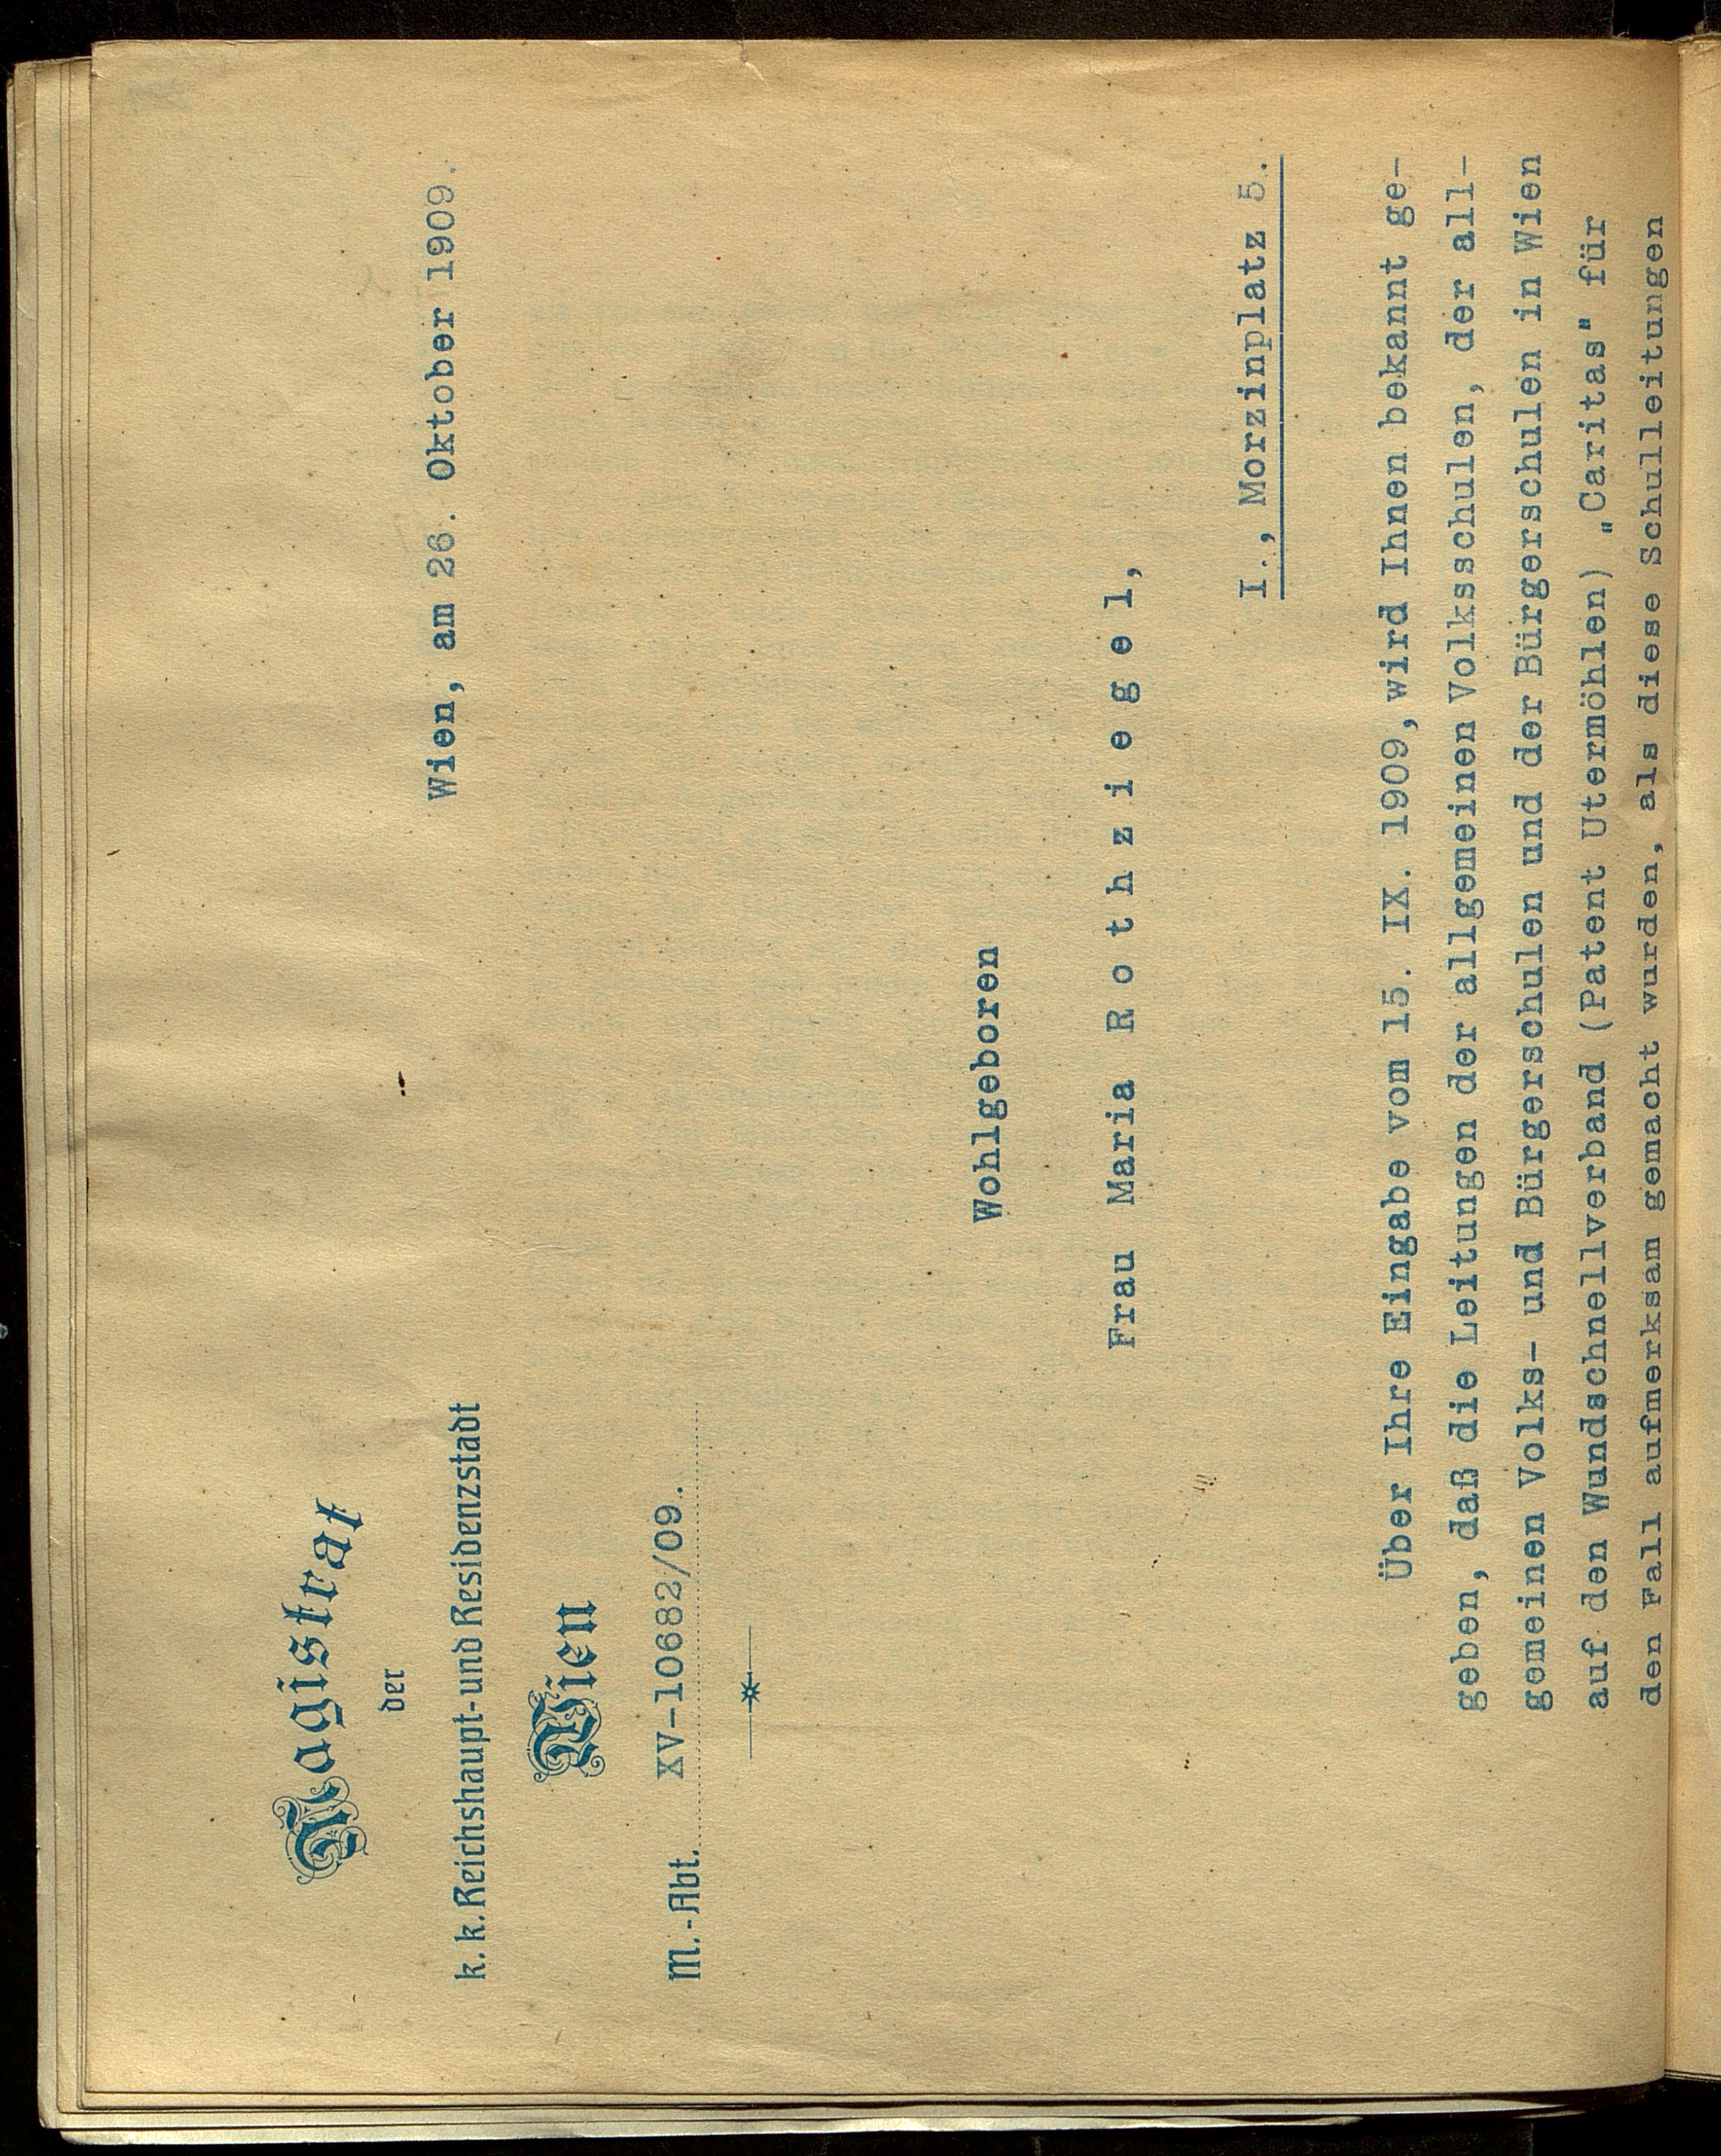 Magistrat
der
k. k. Reichshaupt- und Residenzstadt
Wien
Wien, am 26. Oktober 1909.
M.-Abt. XV-10682/09.
Wohlgeboren
Frau Maria Rothziegel,
I., Morzinplatz 5.
Über Ihre Eingabe vom 15. IX. 1909, wird Ihnen bekannt ge-
geben, daß die Leitungen der allgemeinen Volksschulen, der all-
gemeinen Volks- und Bürgerschulen und der Bürgerschulen in Wien
auf den Wundschnellverband (Patent Utermöhlen) „Caritas" für
den Fall aufmerksam gemacht wurden, als diese Schulleitungen